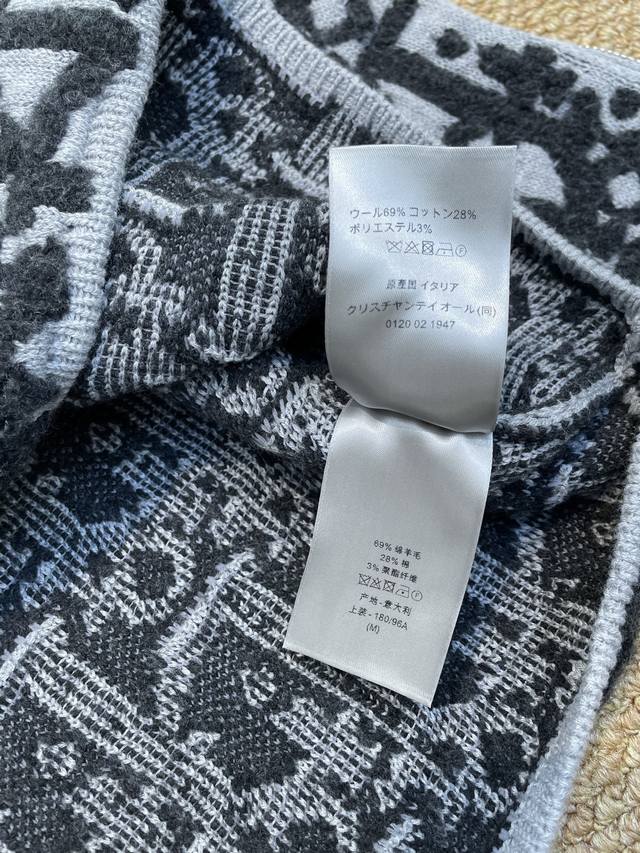 ウール69% コットン28%
ポリエステル3%
原産国 イタリア
クリスチャンディオール(同)
0120 02 1947
69% 绵羊毛
28% 棉
3% 聚酯纤维
产地-意大利
上装-180/96A
(M)